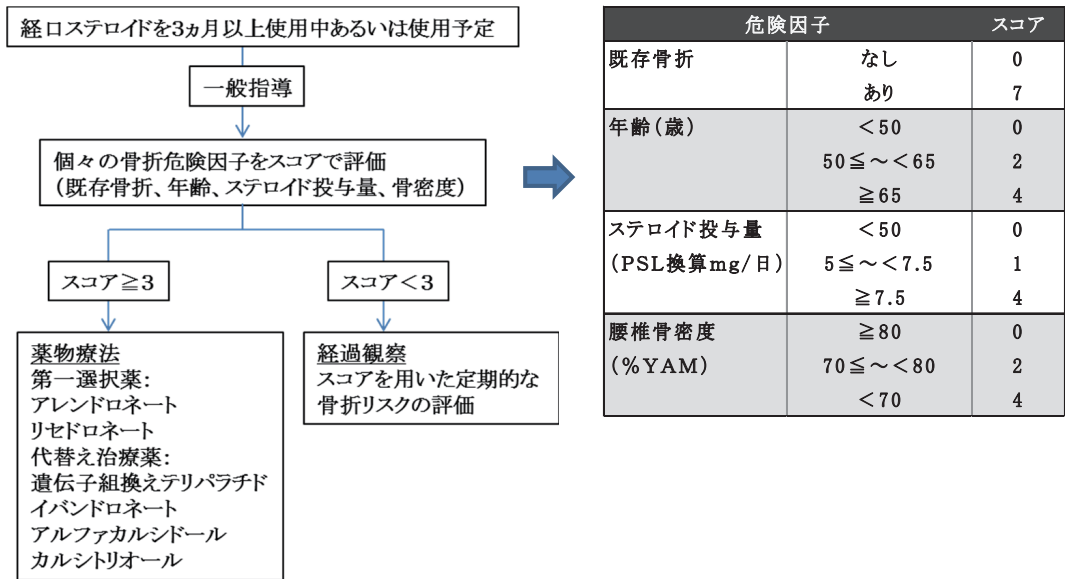 経口ステロイドを3ヵ月以上使用中あるいは使用予定
一般指導
個々の骨折危険因子をスコアで評価
(既存骨折、年齢、ステロイド投与量、骨密度)
スコア≧3
スコア<3
薬物療法
第一選択薬:
アレンドロネート
リセドロネート
代替え治療薬:
遺伝子組換えテリパラチド
イバンドロネート
アルファカルシドール
カルシトリオール
経過観察
スコアを用いた定期的な
骨折リスクの評価
危険因子 スコア
既存骨折 なし 0
あり 7
年齢(歳) <50 0
50≦~<65 2
≧65 4
ステロイド投与量 <50 0
(PSL換算mg/日) 5≦~<7.5 1
≧7.5 4
腰椎骨密度 ≧80 0
(%YAM) 70≦~<80 2
<70 4